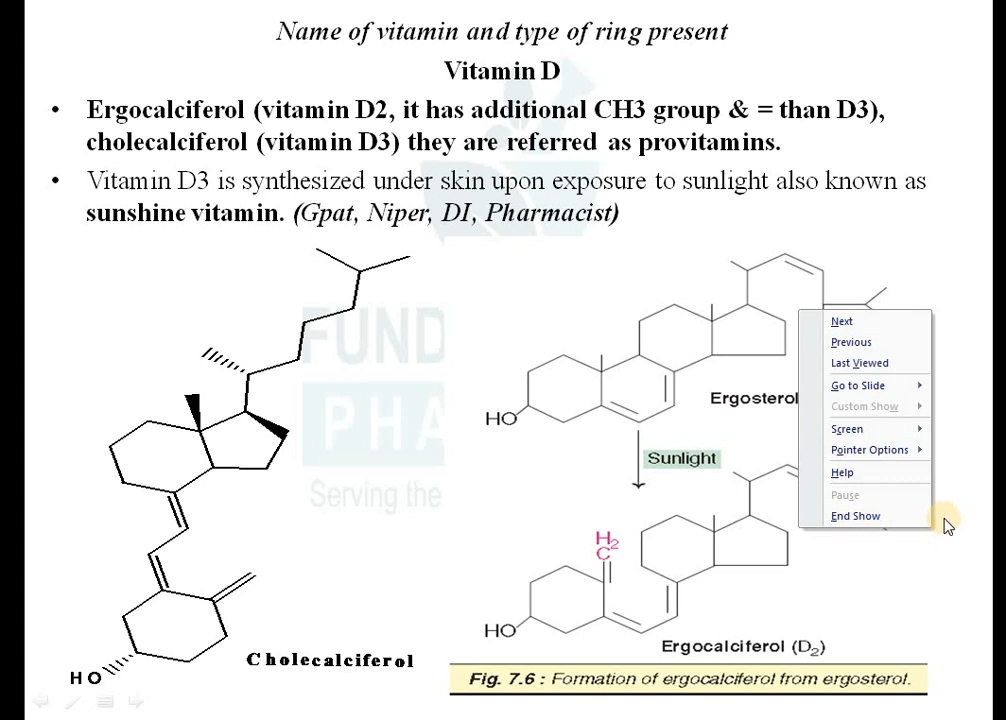 Name of vitamin and type of ring present
Vitamin D
• Ergocalciferol (vitamin D2, it has additional CH3 group & = than D3),
cholecalciferol (vitamin D3) they are referred as provitamins.
• Vitamin D3 is synthesized under skin upon exposure to sunlight also known as
sunshine vitamin. (Gpat, Niper, DI, Pharmacist)
FUND
PHA
Serving the
HO
Cholecalciferol
HO
Ergosterol
Sunlight
H2
C
HO
Ergocalciferol (D2)
Fig. 7.6 : Formation of ergocalciferol from ergosterol.
Next
Previous
Last Viewed
Go to Slide
Custom Show
Screen
Pointer Options
Help
Pause
End Show